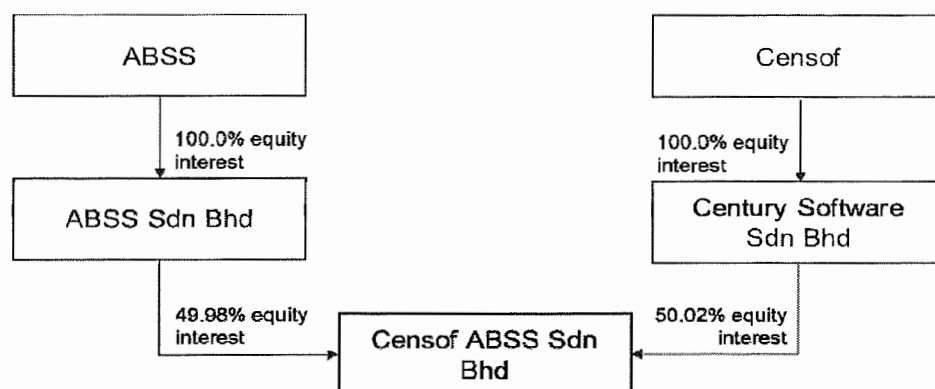 ABSS
Censof
100.0% equity
interest
100.0% equity
interest
ABSS Sdn Bhd
Century Software
Sdn Bhd
49.98% equity
interest
50.02% equity
interest
Censof ABSS Sdn
Bhd